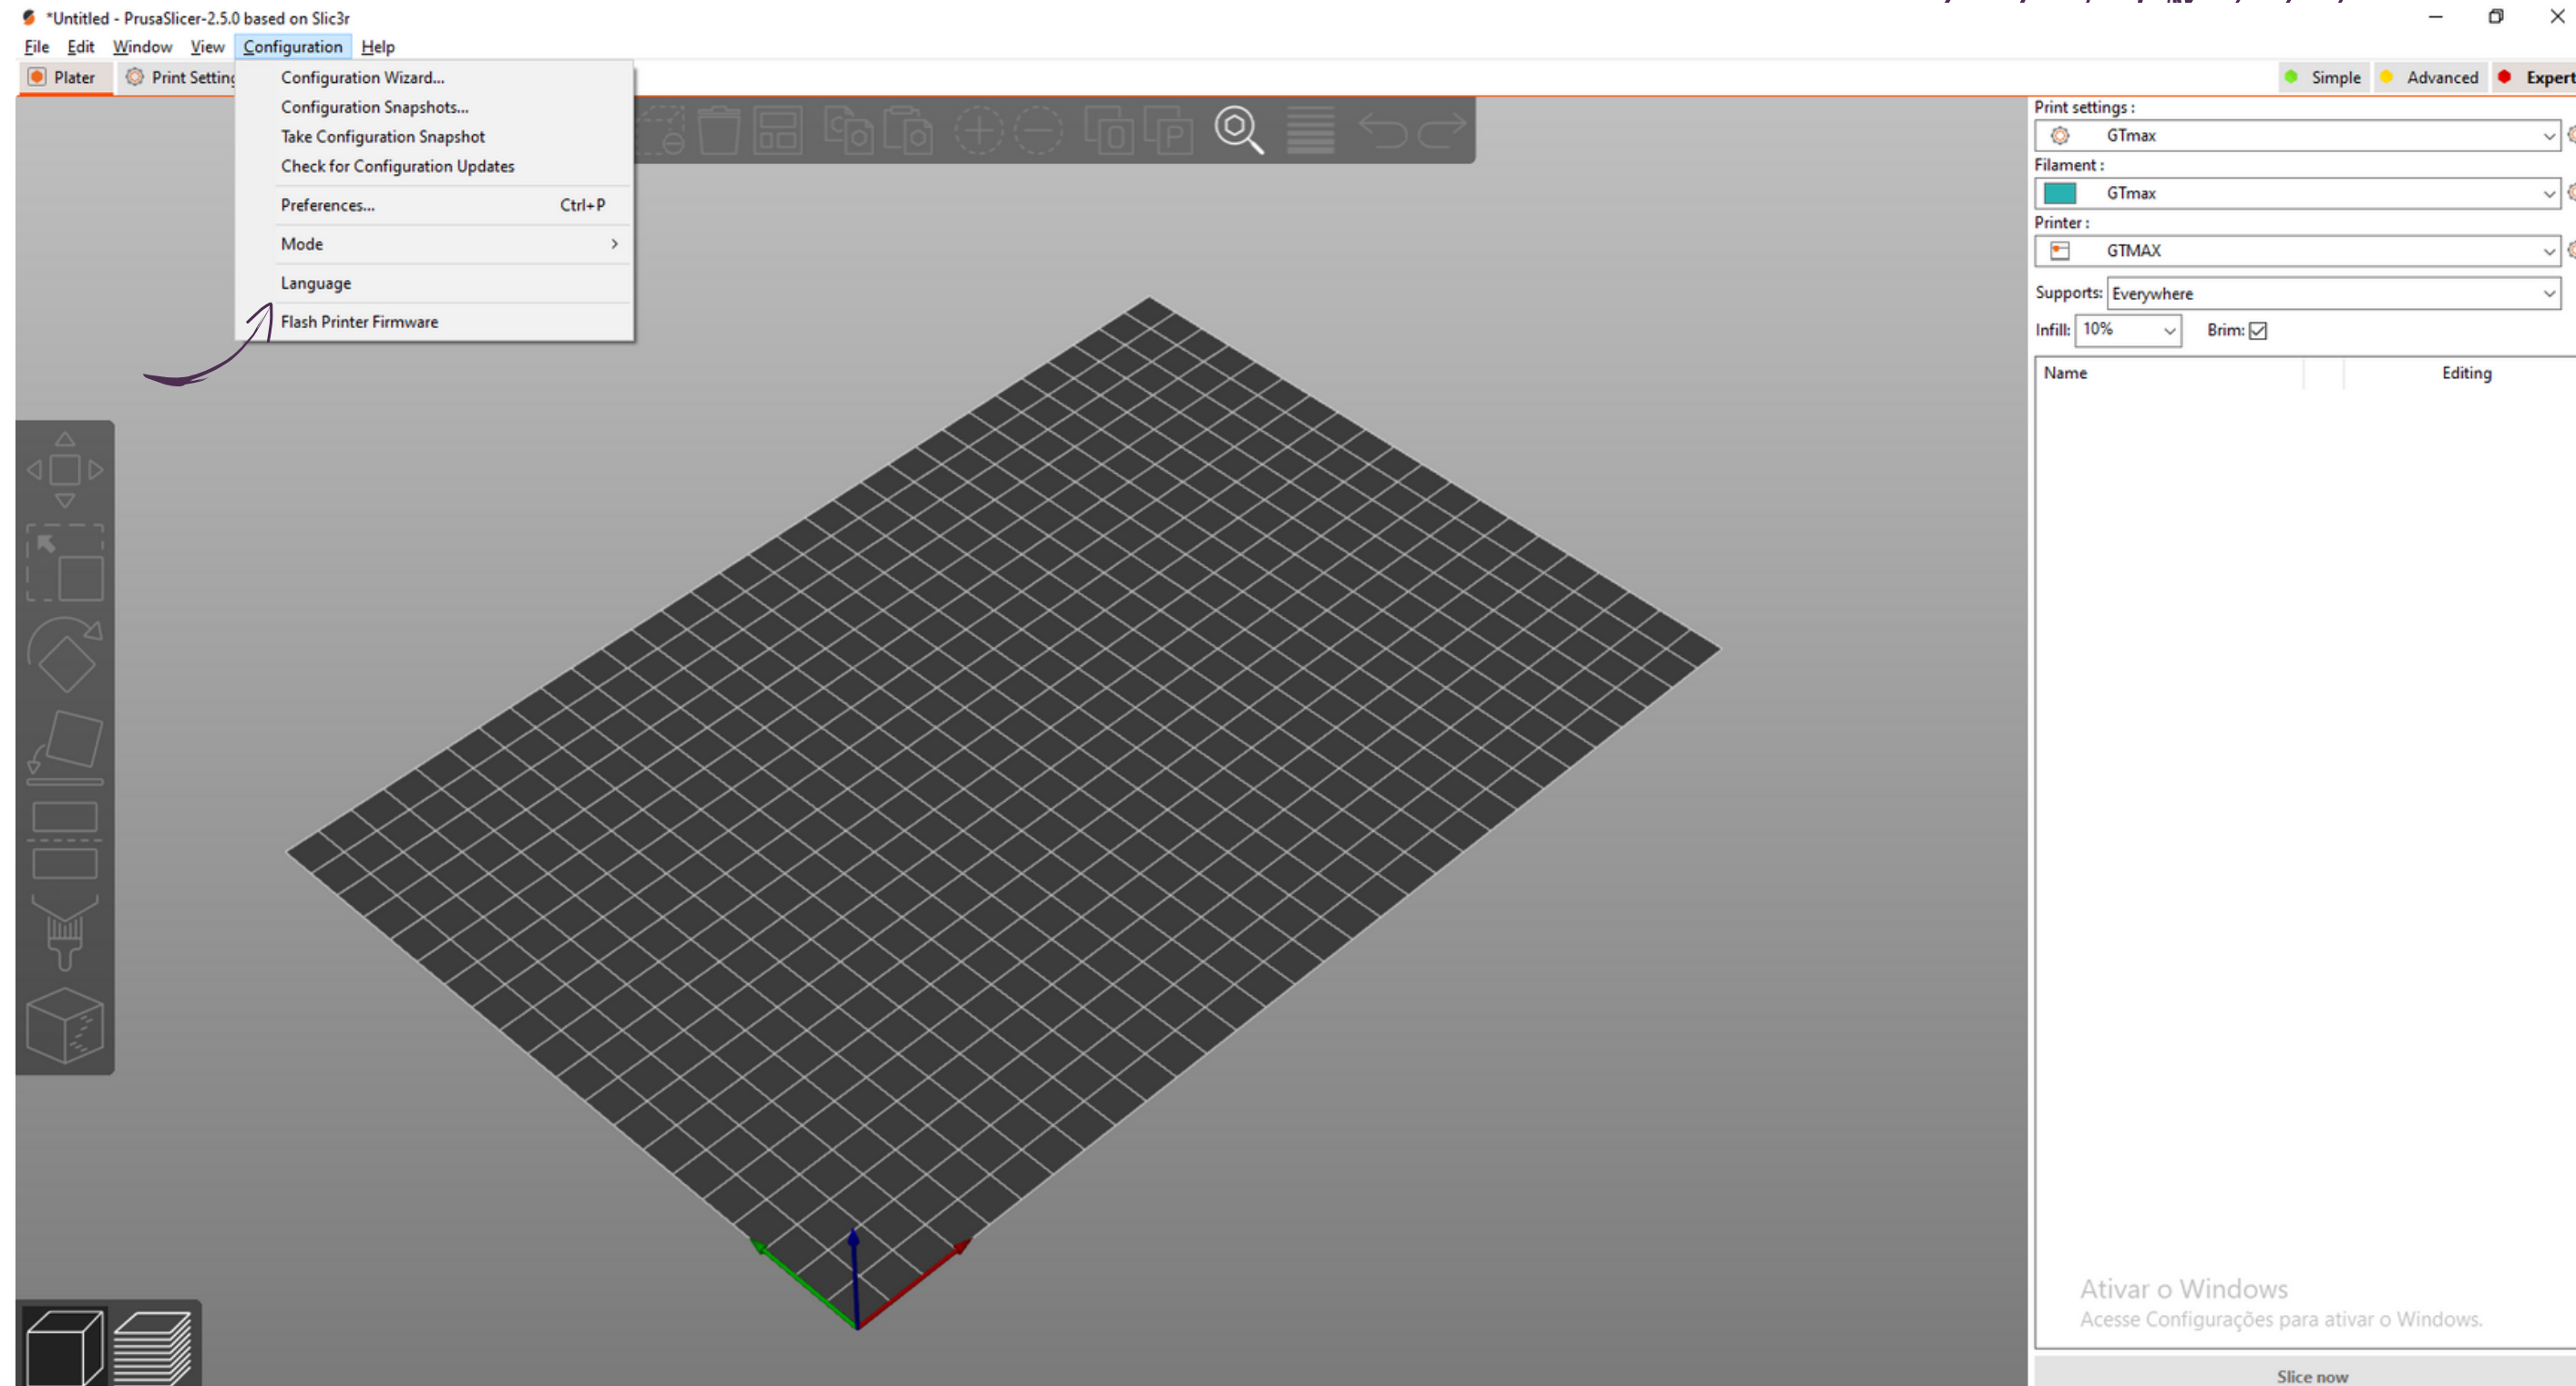 *Untitled - PrusaSlicer-2.5.0 based on Slic3r
File Edit Window View Configuration Help
Plater Print Setting Simple Advanced Expert
Configuration Wizard...
Configuration Snapshots...
Take Configuration Snapshot
Check for Configuration Updates
Preferences... Ctrl+P
Mode
Language
Flash Printer Firmware
Print settings :
GTmax
Filament :
GTmax
Printer :
GTMAX
Supports: Everywhere
Infill: 10% Brim:
Name Editing
Ativar o Windows
Acesse Configurações para ativar o Windows.
Slice now